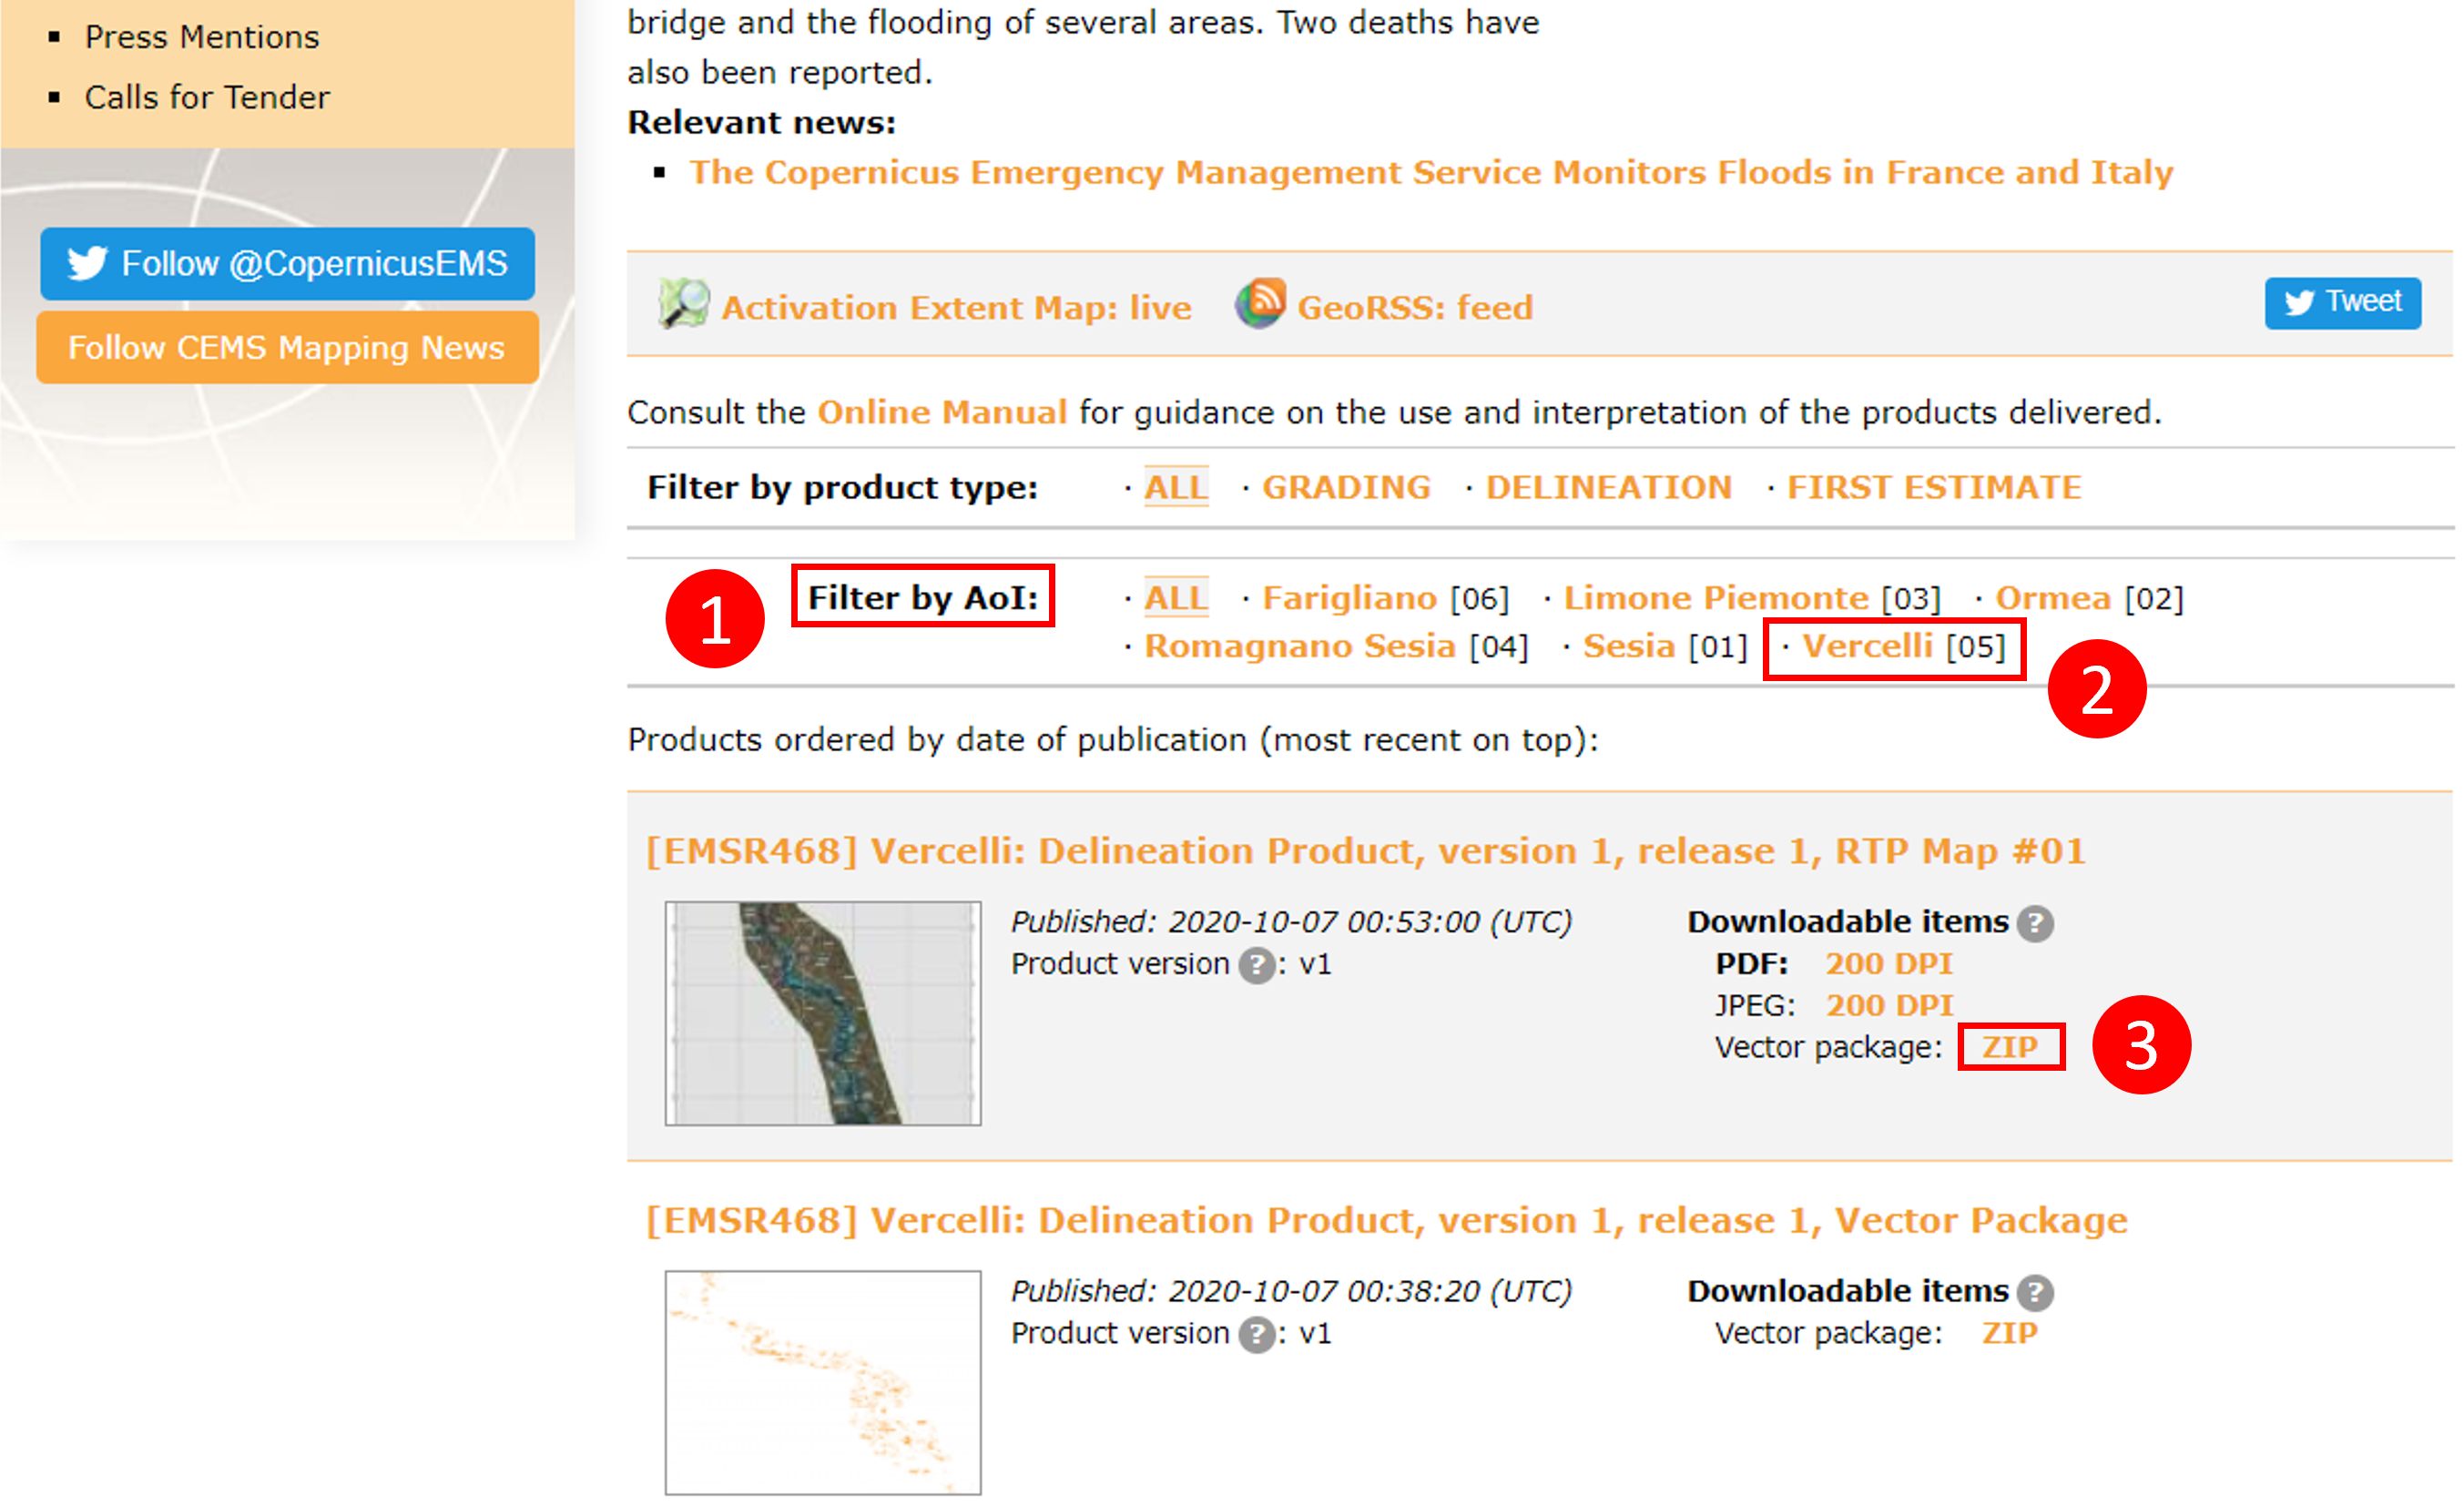 Press Mentions
Calls for Tender
Follow @CopernicusEMS
Follow CEMS Mapping News
bridge and the flooding of several areas. Two deaths have
also been reported.
Relevant news:
The Copernicus Emergency Management Service Monitors Floods in France and Italy
Activation Extent Map: live GeoRSS: feed Tweet
Consult the Online Manual for guidance on the use and interpretation of the products delivered.
Filter by product type: · ALL · GRADING · DELINEATION · FIRST ESTIMATE
1 Filter by AoI: · ALL · Farigliano [06] · Limone Piemonte [03] · Ormea [02]
· Romagnano Sesia [04] · Sesia [01] · Vercelli [05]
2
Products ordered by date of publication (most recent on top):
[EMSR468] Vercelli: Delineation Product, version 1, release 1, RTP Map #01
Published: 2020-10-07 00:53:00 (UTC)
Product version ?: v1
Downloadable items ?
PDF: 200 DPI
JPEG: 200 DPI
Vector package: ZIP 3
[EMSR468] Vercelli: Delineation Product, version 1, release 1, Vector Package
Published: 2020-10-07 00:38:20 (UTC)
Product version ?: v1
Downloadable items ?
Vector package: ZIP